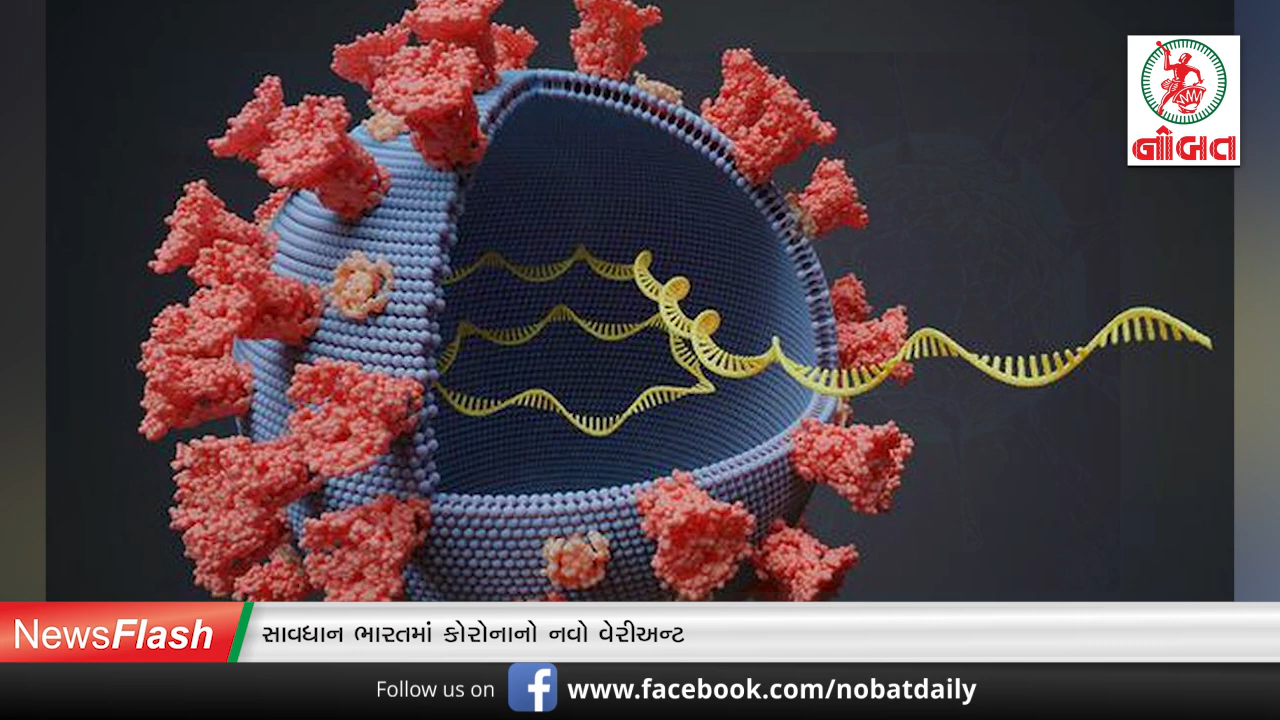 નોબત
NewsFlash
સાવધાન ભારતમાં કોરોનાનો નવો વેરીઅન્ટ
Follow us on
www.facebook.com/nobatdaily